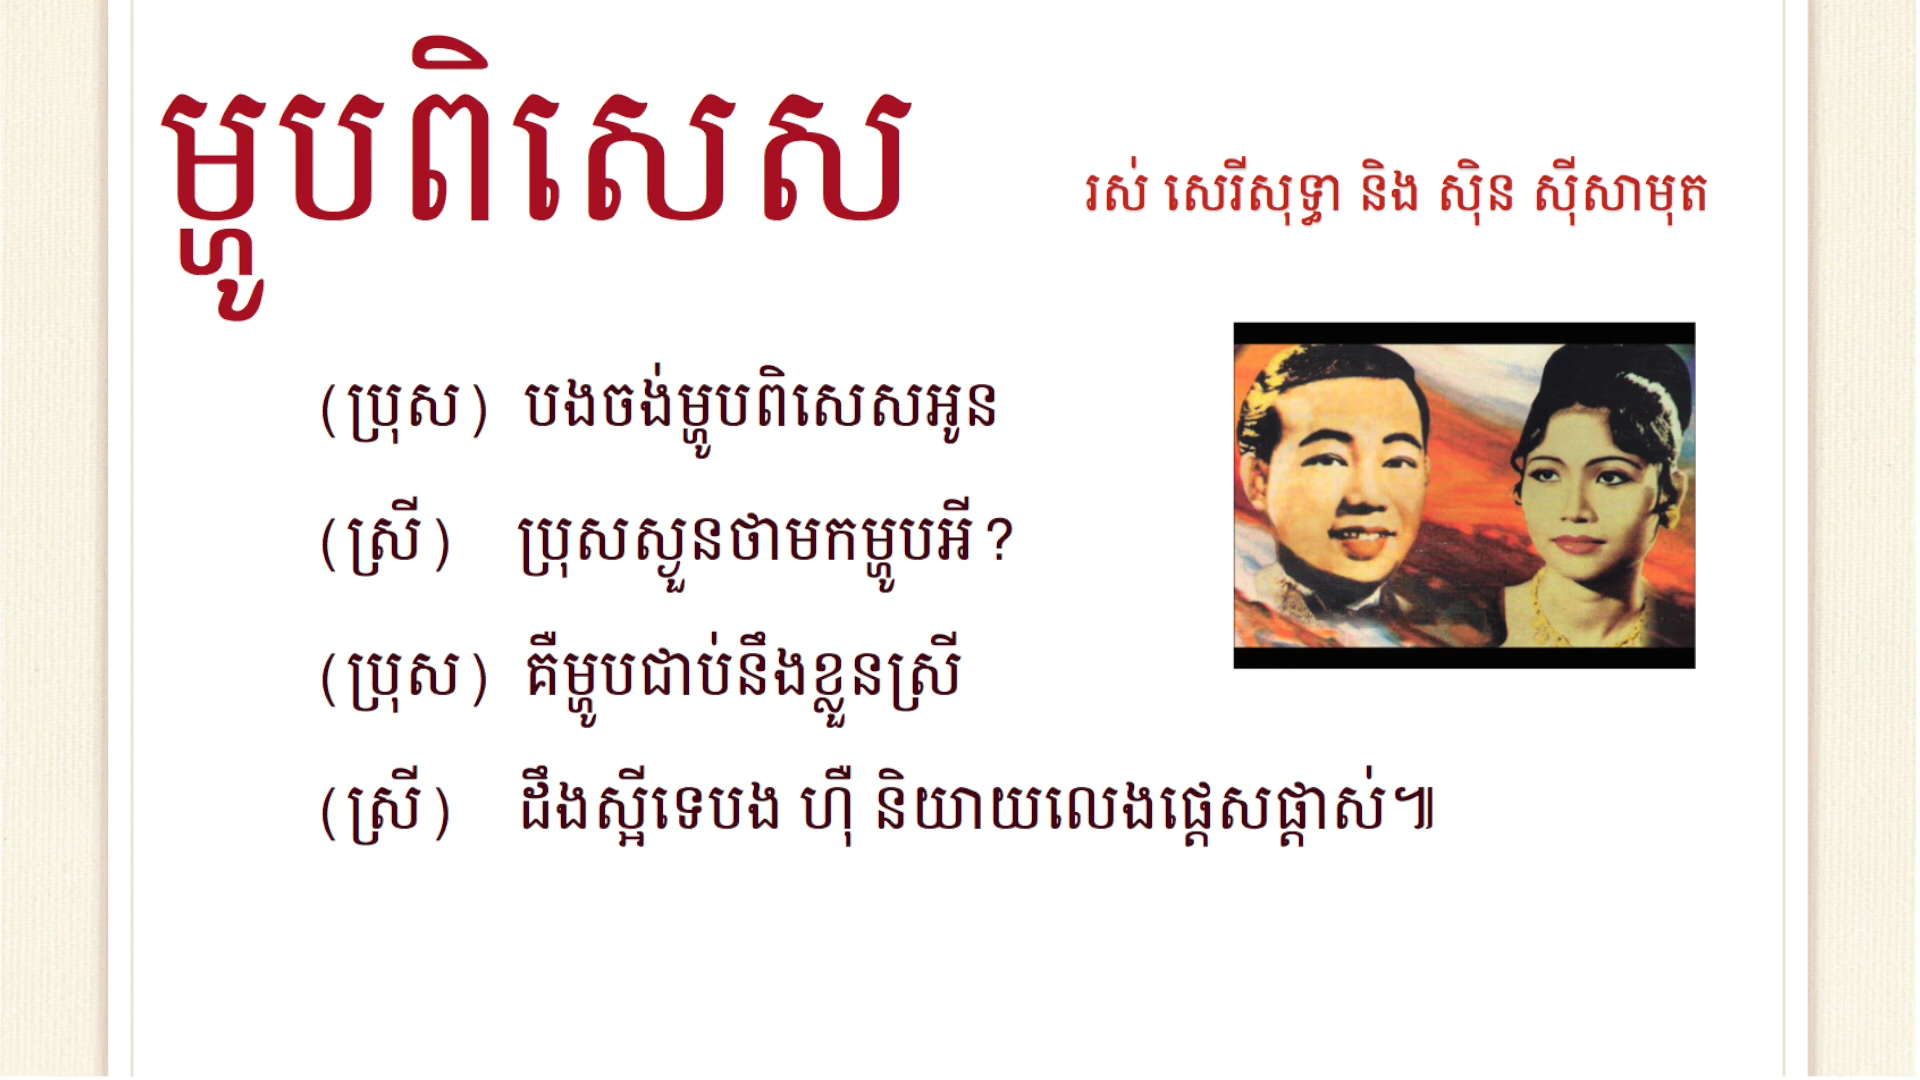 ម្ហូបពិសេស
រស់ សេរីសុទ្ធា និង ស៊ិន ស៊ីសាមុត
(ប្រុស) បងចង់ម្ហូបពិសេសអូន
(ស្រី) ប្រុសស្ងួនថាមកម្ហូបអី?
(ប្រុស) គឺម្ហូបជាប់នឹងខ្លួនស្រី
(ស្រី) ដឹងស្អីទេបង ហ៊ឺ និយាយលេងផ្ដេសផ្ដាស់៕